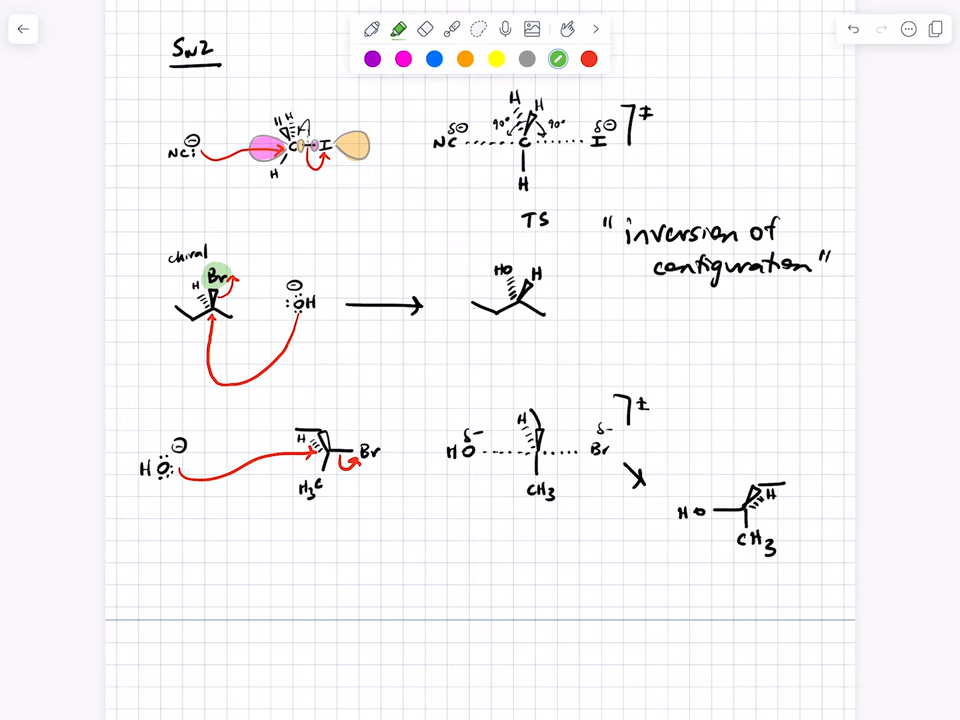 SN2
H H
NC:⊖
C I
H
H H
δ⊖ 90° 90° δ⊖ ‡
NC C I
H
TS
"inversion of
configuration"
chiral
Br
H
⊖
:ÖH
HO H
⊖
HO:
H
Br
H3C
‡
H
δ- δ-
HO Br
CH3
H
HO
CH3